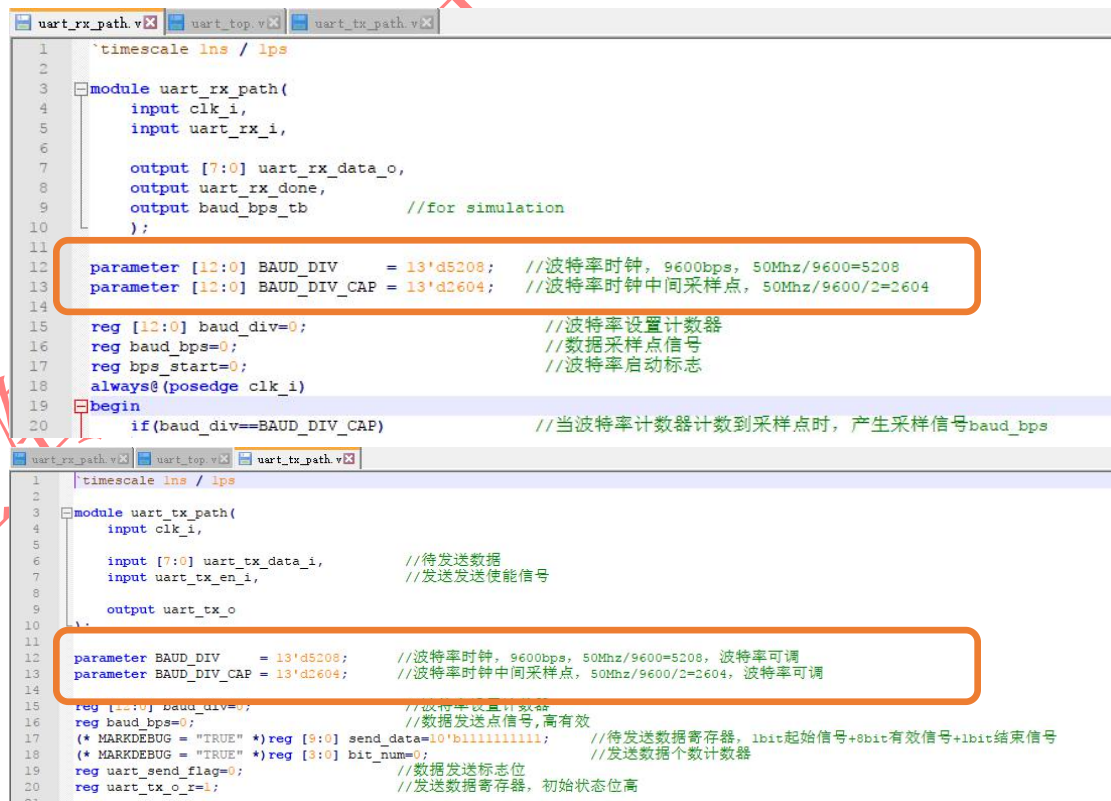 uart_rx_path.v uart_top.v uart_tx_path.v
1 `timescale 1ns / 1ps
2
3 module uart_rx_path(
4 input clk_i,
5 input uart_rx_i,
6
7 output [7:0] uart_rx_data_o,
8 output uart_rx_done,
9 output baud_bps_tb //for simulation
10 );
11
12 parameter [12:0] BAUD_DIV = 13'd5208; //波特率时钟，9600bps，50Mhz/9600=5208
13 parameter [12:0] BAUD_DIV_CAP = 13'd2604; //波特率时钟中间采样点，50Mhz/9600/2=2604
14
15 reg [12:0] baud_div=0; //波特率设置计数器
16 reg baud_bps=0; //数据采样点信号
17 reg bps_start=0; //波特率启动标志
18 always@(posedge clk_i)
19 begin
20 if(baud_div==BAUD_DIV_CAP) //当波特率计数器计数到采样点时，产生采样信号baud_bps
uart_rx_path.v uart_top.v uart_tx_path.v
1 `timescale 1ns / 1ps
2
3 module uart_tx_path(
4 input clk_i,
5
6 input [7:0] uart_tx_data_i, //待发送数据
7 input uart_tx_en_i, //发送发送使能信号
8
9 output uart_tx_o
10 );
11
12 parameter BAUD_DIV = 13'd5208; //波特率时钟，9600bps，50Mhz/9600=5208，波特率可调
13 parameter BAUD_DIV_CAP = 13'd2604; //波特率时钟中间采样点，50Mhz/9600/2=2604，波特率可调
14
15 reg [12:0] baud_div=0; //波特率设置计数器
16 reg baud_bps=0; //数据发送点信号,高有效
17 (* MARKDEBUG = "TRUE" *)reg [9:0] send_data=10'b1111111111; //待发送数据寄存器，1bit起始信号+8bit有效信号+1bit结束信号
18 (* MARKDEBUG = "TRUE" *)reg [3:0] bit_num=0; //发送数据个数计数器
19 reg uart_send_flag=0; //数据发送标志位
20 reg uart_tx_o_r=1; //发送数据寄存器，初始状态位高